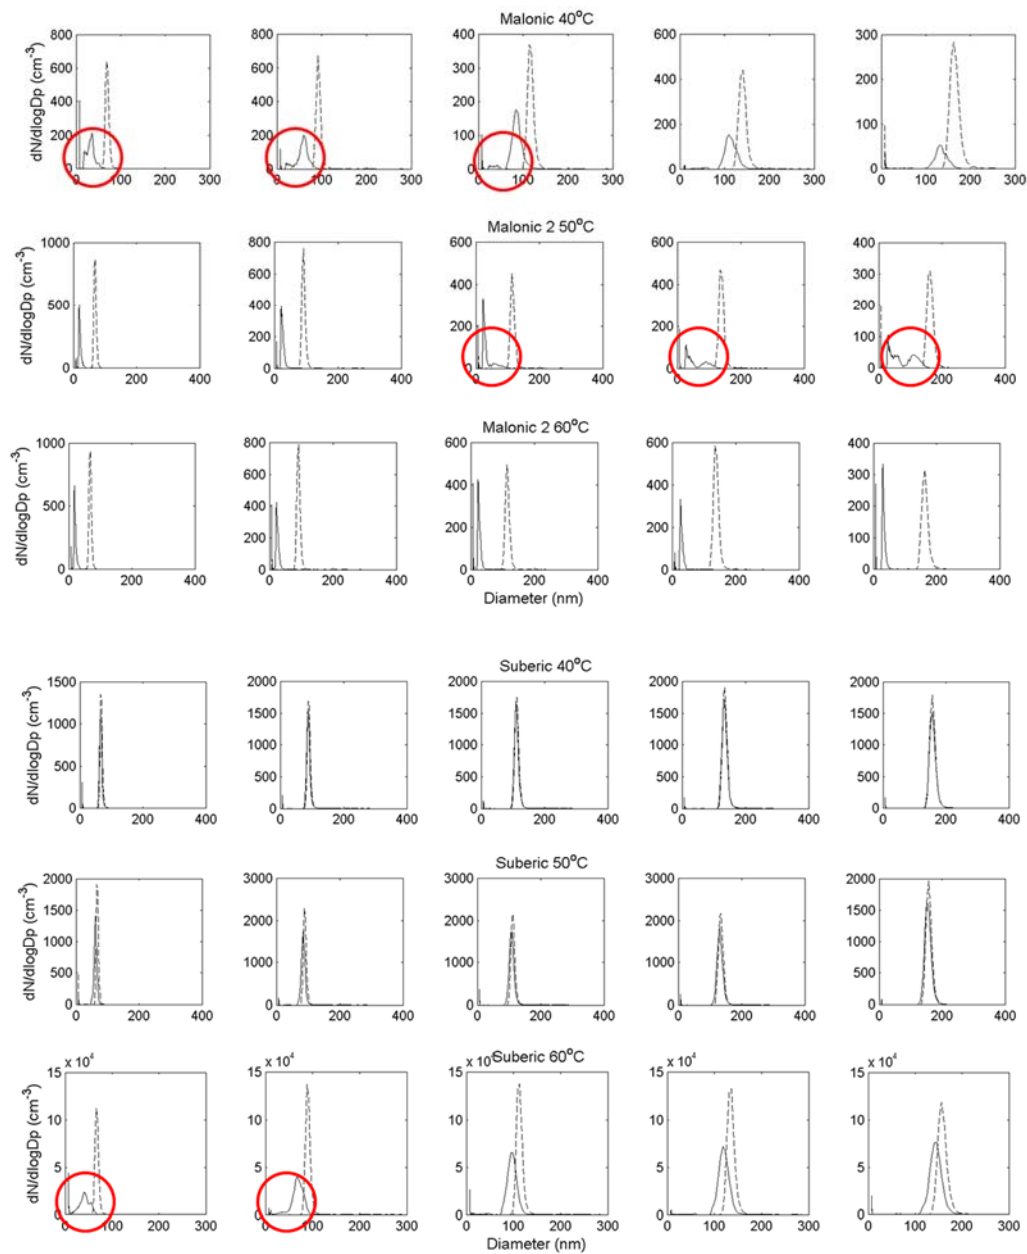 Malonic 40°C
dN/dlogDp (cm⁻³)
800 800 400 600 300
600 600 300
400 200
400 400 200
200 200 100 200 100
0 0 0 0 0
0 100 200 300 0 100 200 300 0 100 200 300 0 100 200 300 0 100 200 300
Malonic 2 50°C
dN/dlogDp (cm⁻³)
1000 800 600 600 400
600 300
400 400
500 400 200
200 200
200 100
0 0 0 0 0
0 200 400 0 200 400 0 200 400 0 200 400 0 200 400
Malonic 2 60°C
dN/dlogDp (cm⁻³)
1000 800 600 600 400
600 300
400 400
500 400 200
200 200
200 100
0 0 0 0 0
0 200 400 0 200 400 0 200 400 0 200 400 0 200 400
Diameter (nm)
Suberic 40°C
dN/dlogDp (cm⁻³)
1500 2000 2000 2000 2000
1500 1500 1500 1500
1000
1000 1000 1000 1000
500
500 500 500 500
0 0 0 0 0
0 200 400 0 200 400 0 200 400 0 200 400 0 200 400
Suberic 50°C
dN/dlogDp (cm⁻³)
2000 3000 3000 3000 2000
1500 1500
2000 2000 2000
1000 1000
1000 1000 1000
500 500
0 0 0 0 0
0 200 400 0 200 400 0 200 400 0 200 400 0 200 400
Suberic 60°C
dN/dlogDp (cm⁻³)
x 10⁴ x 10⁴ x 10 x 10⁴ x 10⁴
15 15 15 15 15
10 10 10 10 10
5 5 5 5 5
0 0 0 0 0
0 100 200 300 0 100 200 300 0 100 200 300 0 100 200 300 0 100 200 300
Diameter (nm)